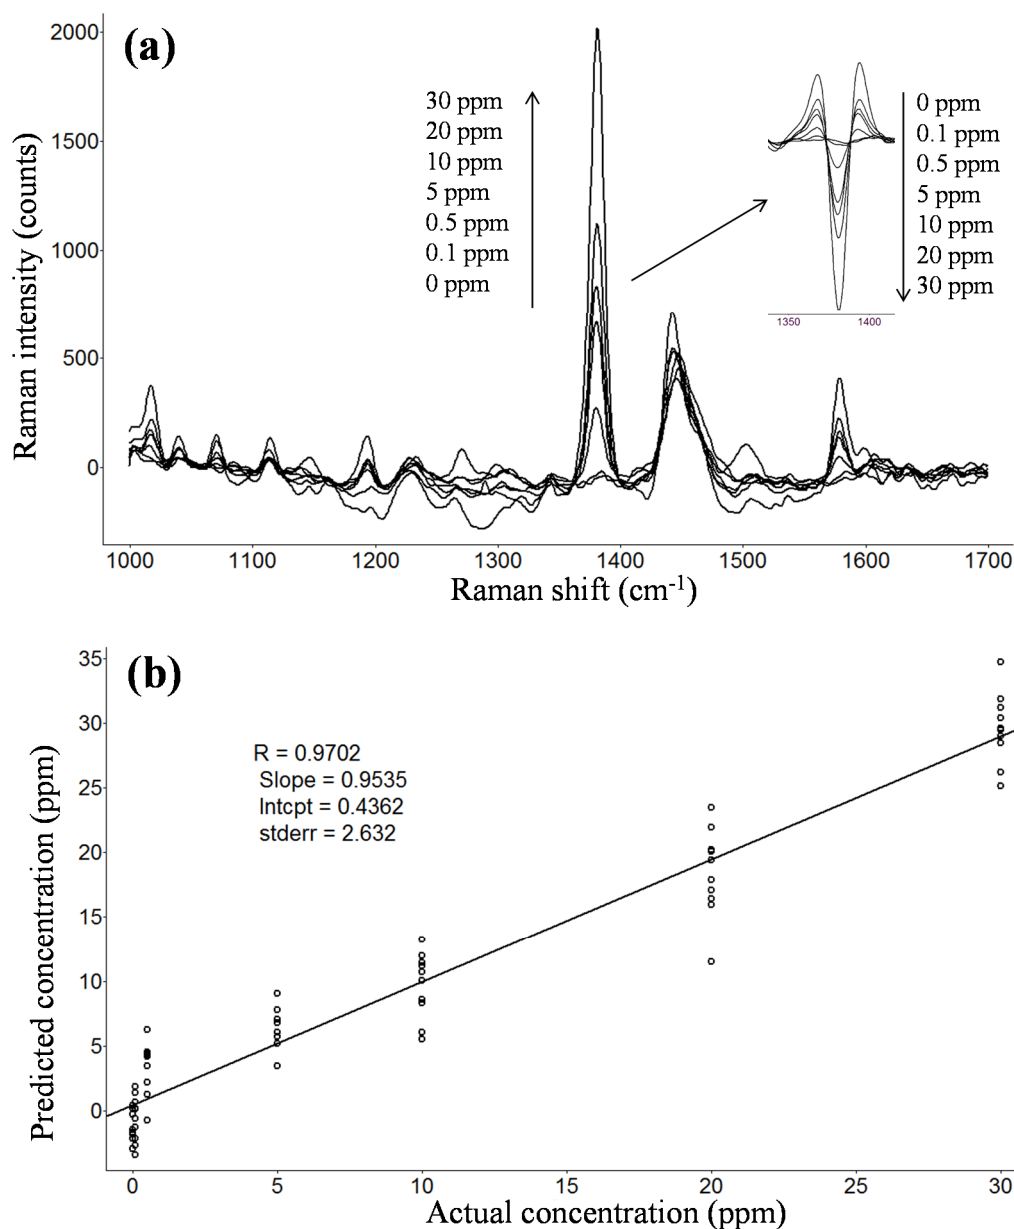 (a)
Raman intensity (counts)
2000
1500
1000
500
0
30 ppm
20 ppm
10 ppm
5 ppm
0.5 ppm
0.1 ppm
0 ppm
0 ppm
0.1 ppm
0.5 ppm
5 ppm
10 ppm
20 ppm
30 ppm
1350 1400
1000 1100 1200 1300 1400 1500 1600 1700
Raman shift (cm-1)
(b)
Predicted concentration (ppm)
35
30
25
20
15
10
5
0
R = 0.9702
Slope = 0.9535
Intcpt = 0.4362
stderr = 2.632
0 5 10 15 20 25 30
Actual concentration (ppm)